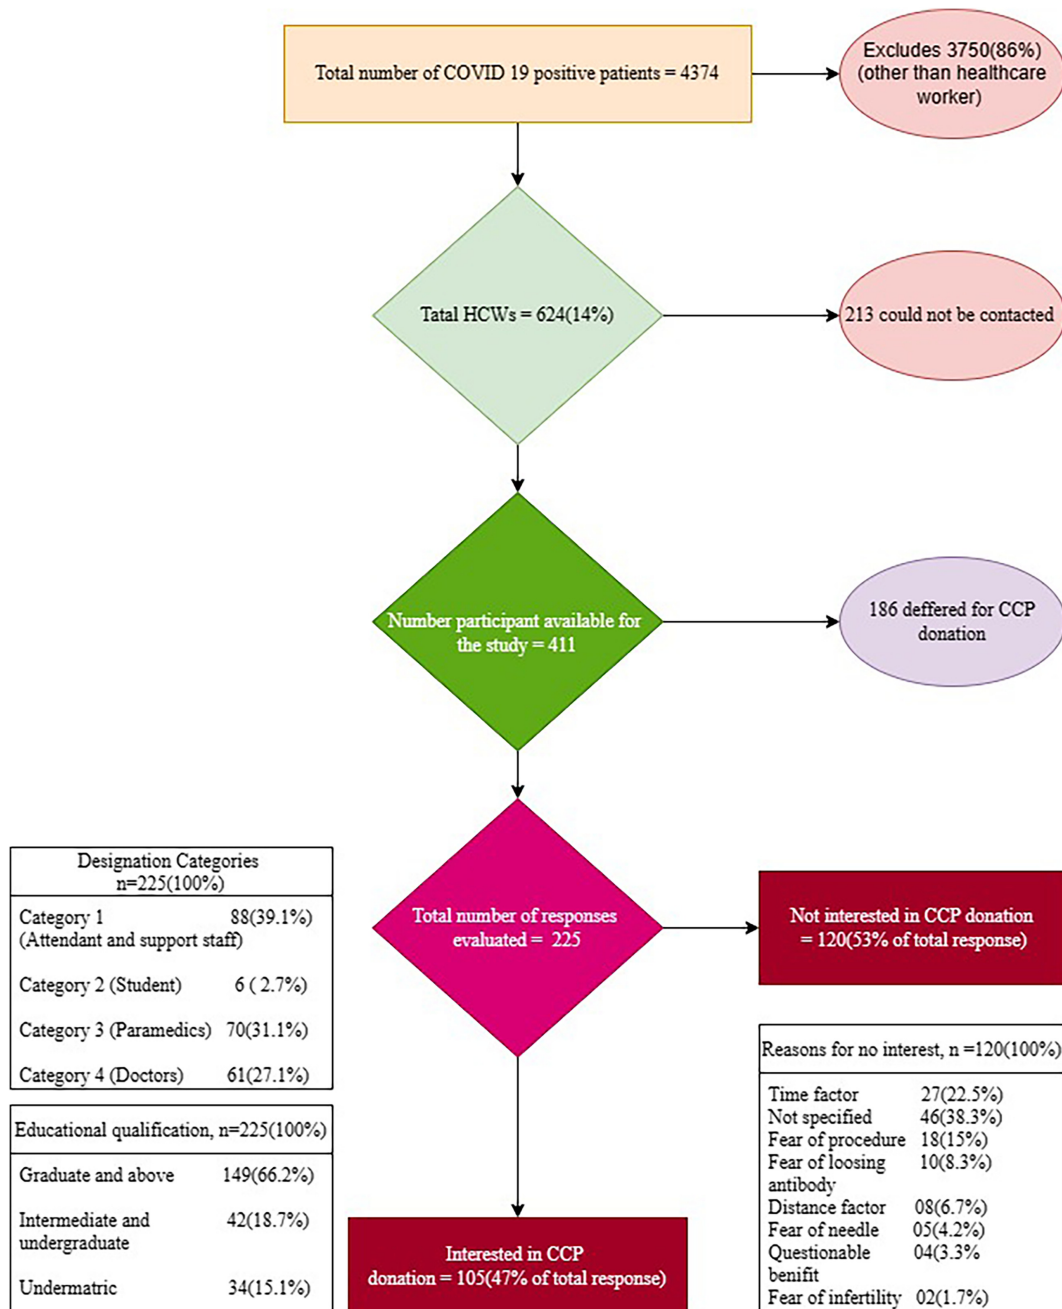 Total number of COVID 19 positive patients = 4374
Excludes 3750(86%)
(other than healthcare
worker)
Tatal HCWs = 624(14%)
213 could not be contacted
Number participant available for
the study = 411
186 deffered for CCP
donation
Total number of responses
evaluated = 225
Not interested in CCP donation
= 120(53% of total response)
Designation Categories
n=225(100%)
Category 1 88(39.1%)
(Attendant and support staff)
Category 2 (Student) 6 ( 2.7%)
Category 3 (Paramedics) 70(31.1%)
Category 4 (Doctors) 61(27.1%)
Educational qualification, n=225(100%)
Graduate and above 149(66.2%)
Intermediate and 42(18.7%)
undergraduate
Undermatric 34(15.1%)
Interested in CCP
donation = 105(47% of total response)
Reasons for no interest, n =120(100%)
Time factor 27(22.5%)
Not specified 46(38.3%)
Fear of procedure 18(15%)
Fear of loosing 10(8.3%)
antibody
Distance factor 08(6.7%)
Fear of needle 05(4.2%)
Questionable 04(3.3%
benifit
Fear of infertility 02(1.7%)